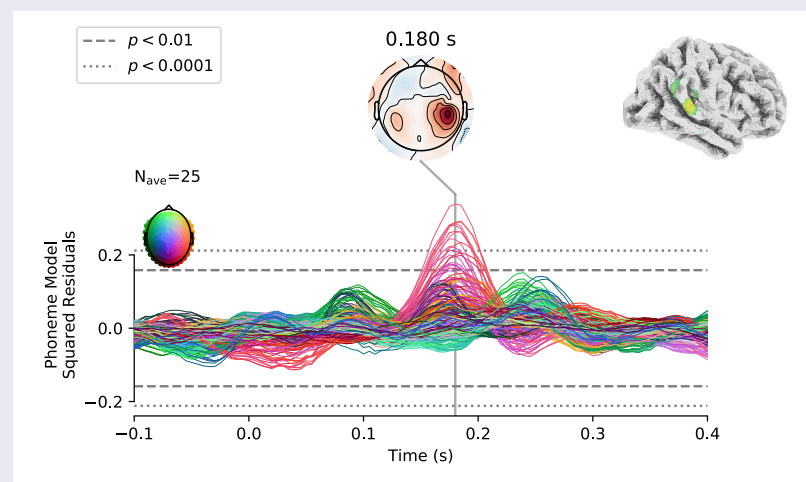 p < 0.01
p < 0.0001
0.180 s
N_ave=25
Phoneme Model
Squared Residuals
0.2
0.0
−0.2
−0.1
0.0
0.1
0.2
0.3
0.4
Time (s)